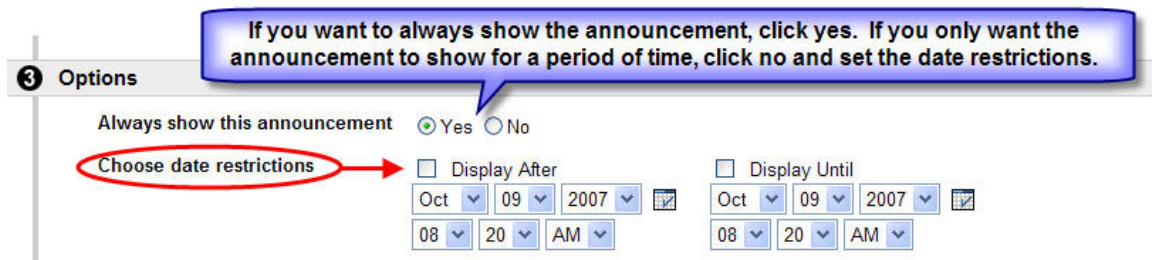 If you want to always show the announcement, click yes.  If you only want the
announcement to show for a period of time, click no and set the date restrictions.
3 Options
Always show this announcement Yes No
Choose date restrictions Display After Display Until
Oct 09 2007 Oct 09 2007
08 20 AM 08 20 AM